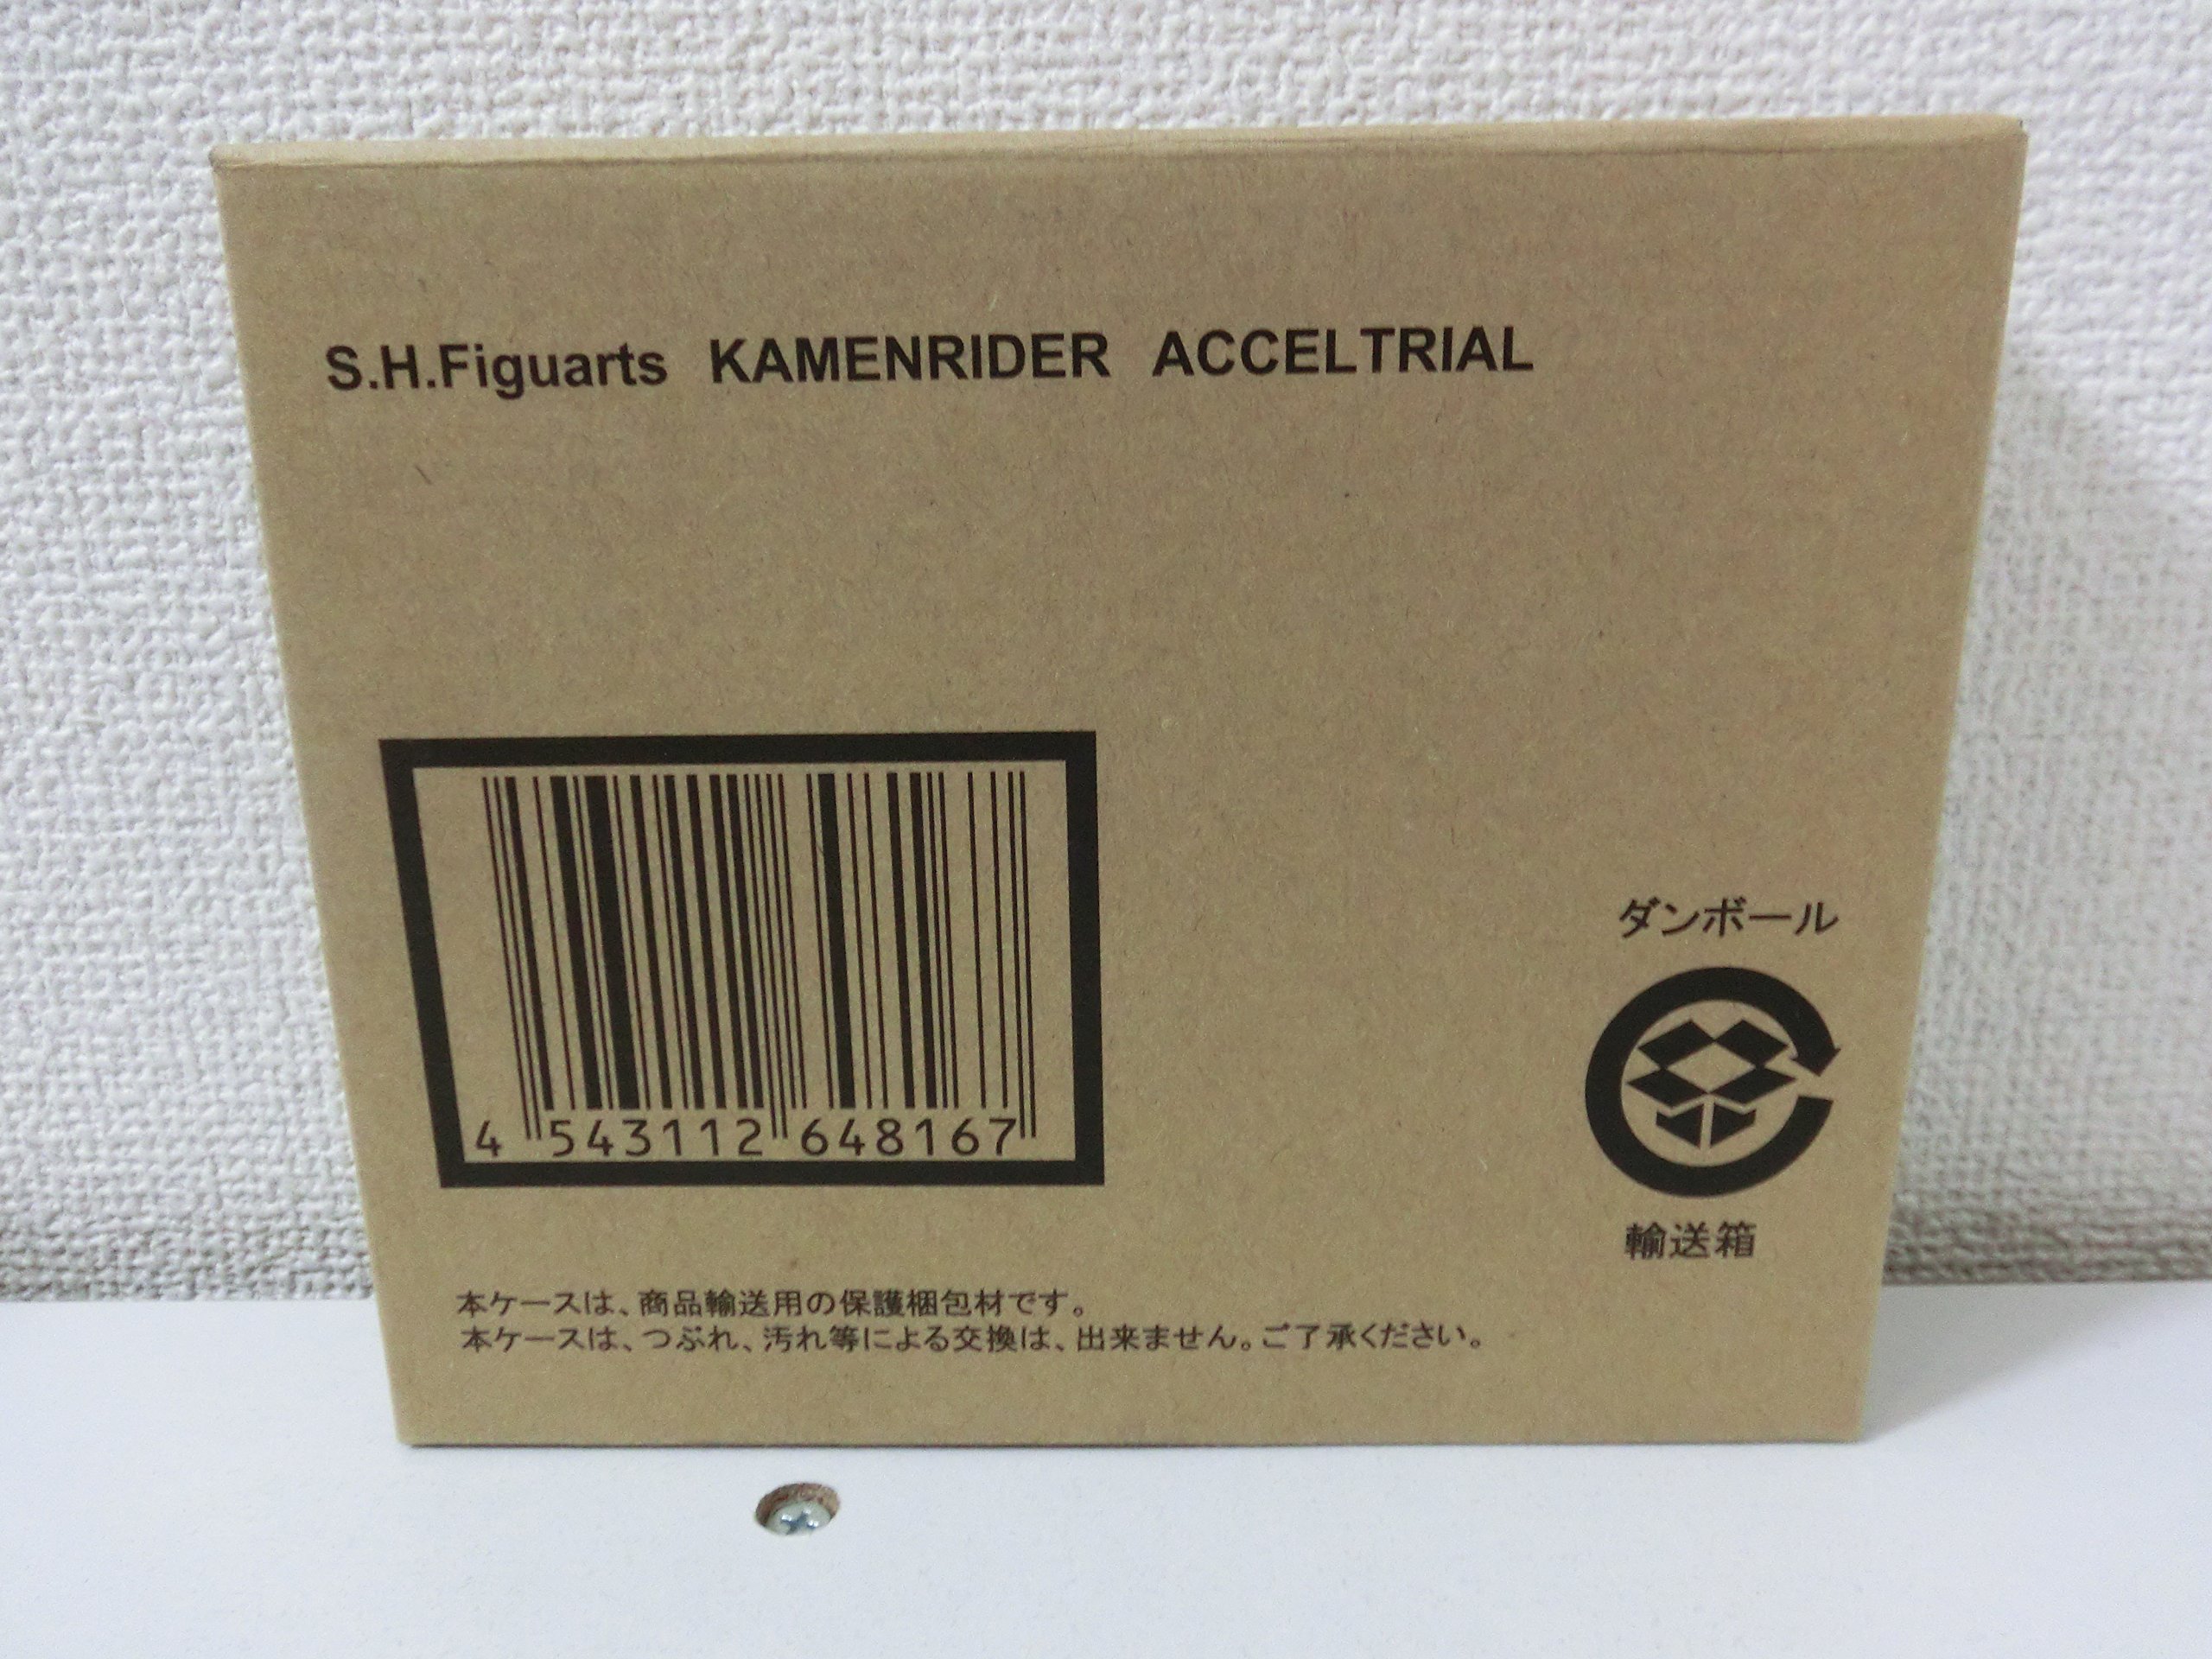 S.H.Figuarts KAMENRIDER ACCELTRIAL
4 543112 648167
ダンボール
輸送箱
本ケースは、商品輸送用の保護梱包材です。
本ケースは、つぶれ、汚れ等による交換は、出来ません。ご了承ください。